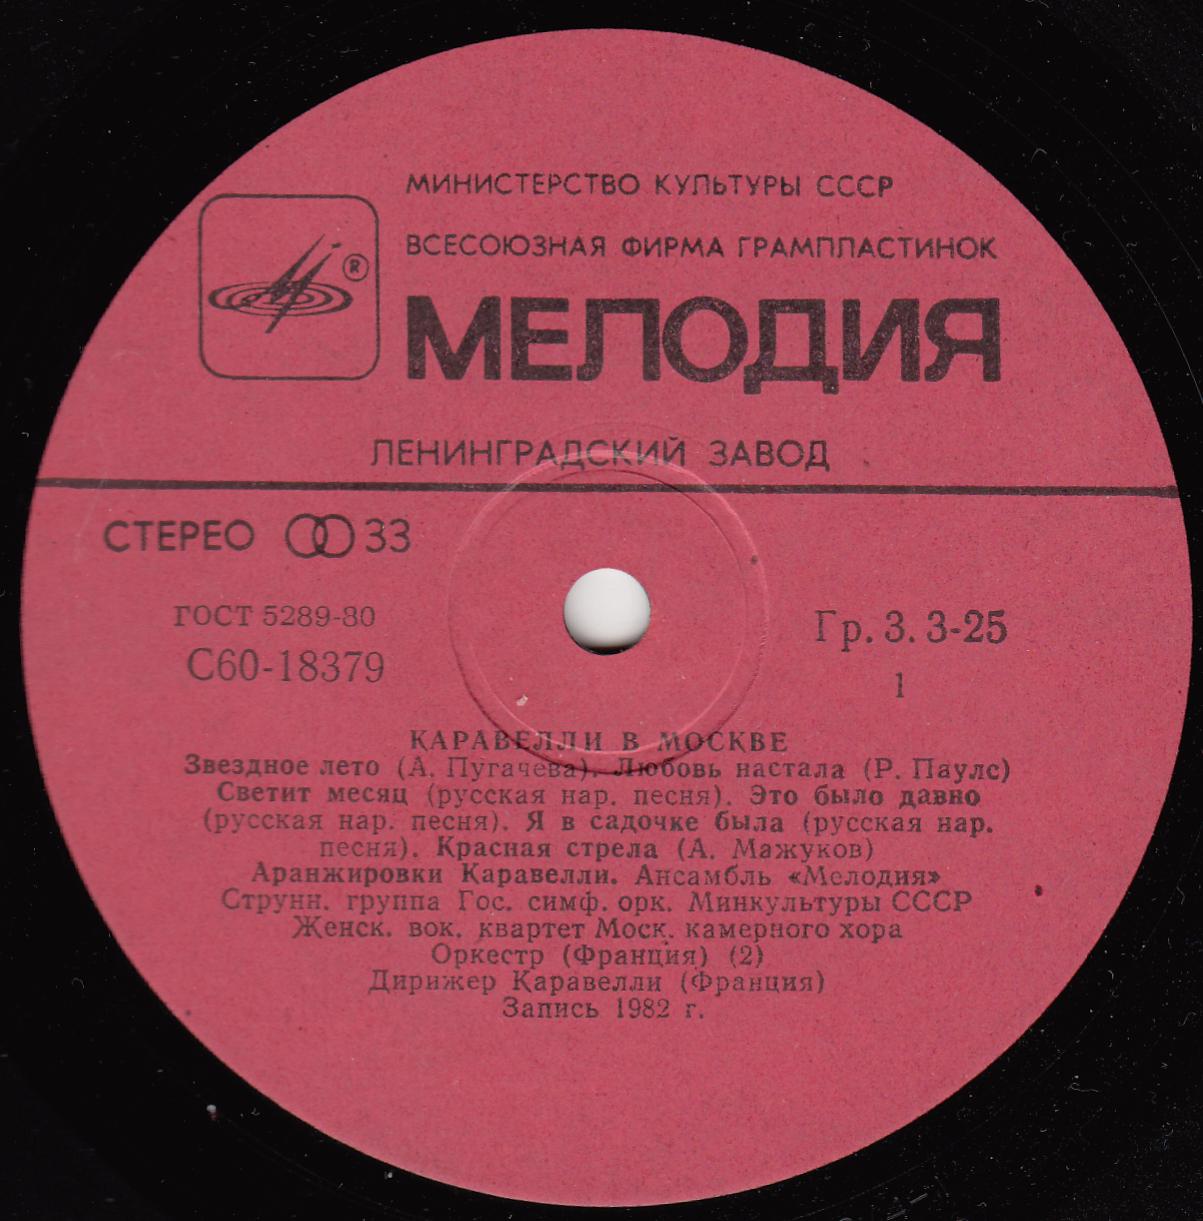 МИНИСТЕРСТВО КУЛЬТУРЫ СССР
ВСЕСОЮЗНАЯ ФИРМА ГРАМПЛАСТИНОК
®
МЕЛОДИЯ
ЛЕНИНГРАДСКИЙ ЗАВОД
СТЕРЕО 33
ГОСТ 5289-80
С60-18379
Гр. 3. 3-25
1
КАРАВЕЛЛИ В МОСКВЕ
Звездное лето (А. Пугачева). Любовь настала (Р. Паулс)
Светит месяц (русская нар. песня). Это было давно
(русская нар. песня). Я в садочке была (русская нар.
песня). Красная стрела (А. Мажуков)
Аранжировки Каравелли. Ансамбль «Мелодия»
Струнн. группа Гос. симф. орк. Минкультуры СССР
Женск. вок. квартет Моск. камерного хора
Оркестр (Франция) (2)
Дирижер Каравелли (Франция)
Запись 1982 г.